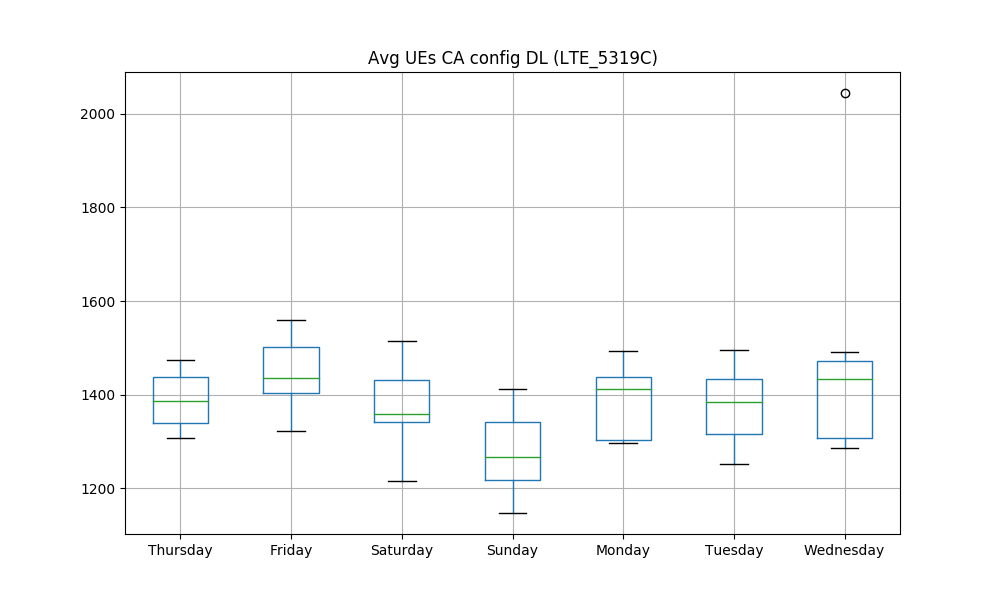 Avg UEs CA config DL (LTE_5319C)
2000
1800
1600
1400
1200
Thursday Friday Saturday Sunday Monday Tuesday Wednesday